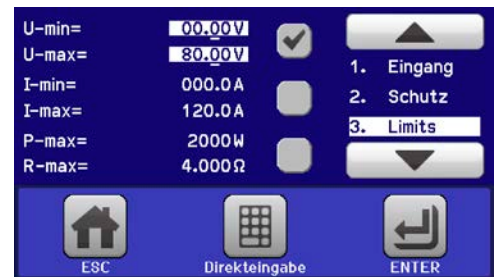 U-min= 00.00V
U-max= 80.00V
I-min= 000.0A
I-max= 120.0A
P-max= 2000W
R-max= 4.000Ω
1. Eingang
2. Schutz
3. Limits
ESC
Direkteingabe
ENTER